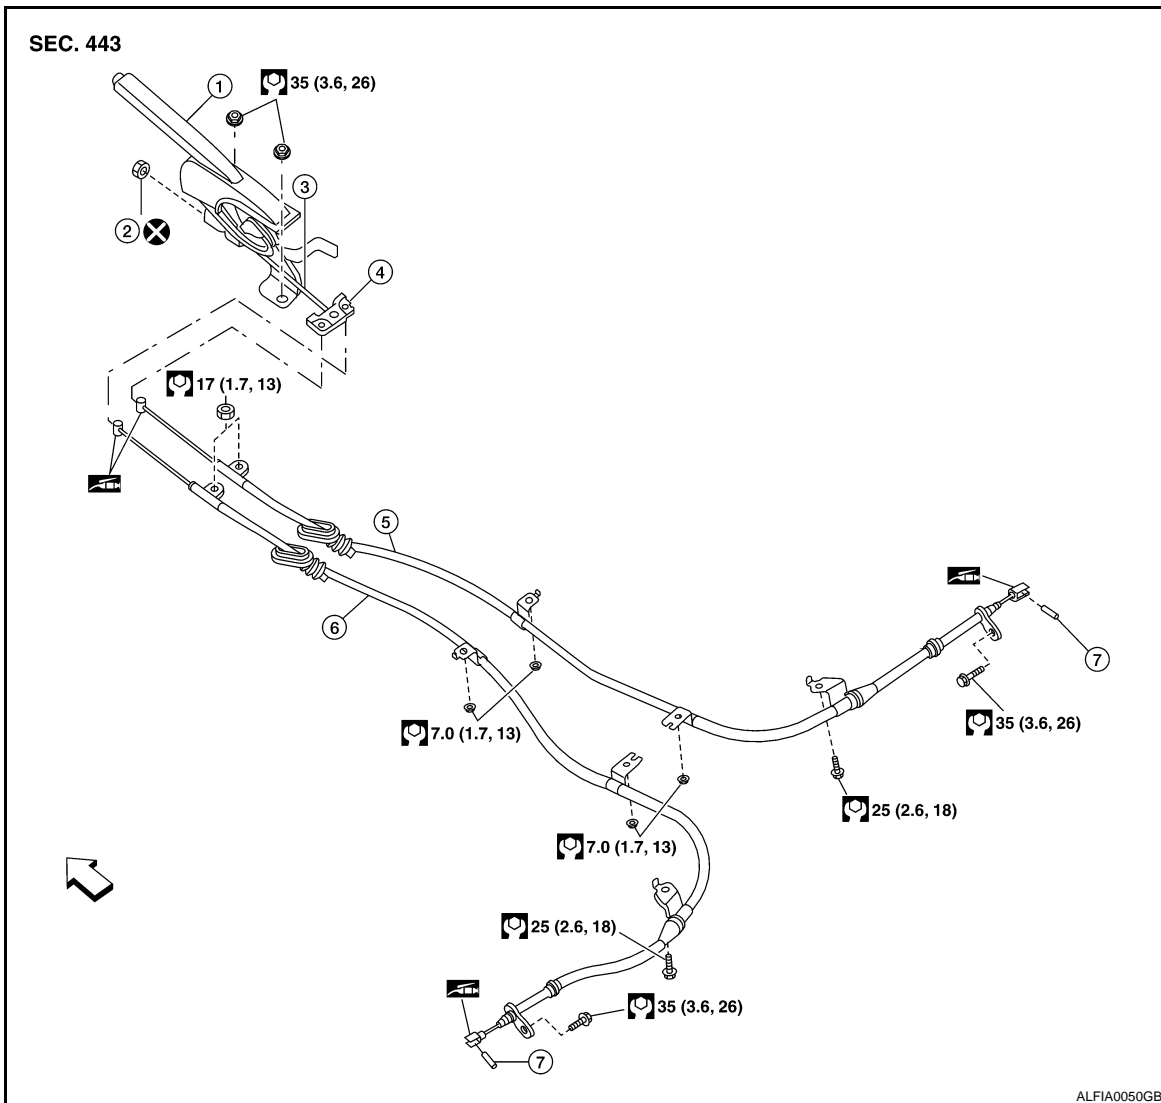 SEC. 443
1
35 (3.6, 26)
3
2
4
17 (1.7, 13)
5
6
7
35 (3.6, 26)
7.0 (1.7, 13)
25 (2.6, 18)
7.0 (1.7, 13)
25 (2.6, 18)
35 (3.6, 26)
7
ALFIA0050GB